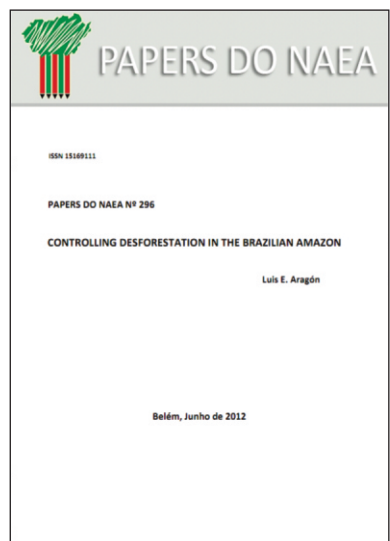 PAPERS DO NAEA
ISSN 15169111
PAPERS DO NAEA Nº 296
CONTROLLING DESFORESTATION IN THE BRAZILIAN AMAZON
Luis E. Aragón
Belém, Junho de 2012